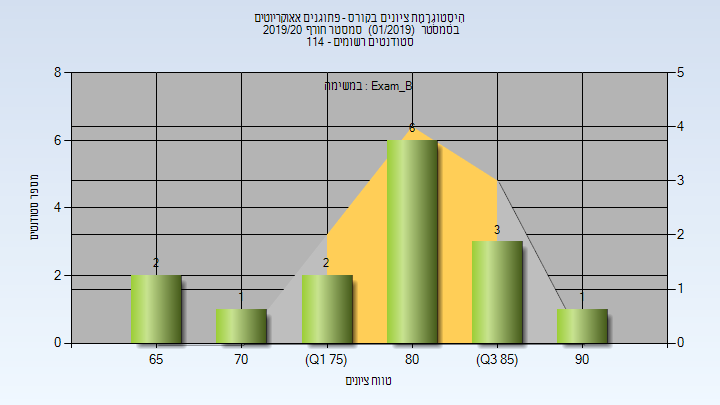 היסטוגרמת ציונים בקורס - פתוגנים אאוקריוטים
בסמסטר (01/2019) סמסטר חורף 2019/20
סטודנטים רשומים - 114
במשימה : Exam_B
8
6
4
2
0
5
4
3
2
1
0
מספר סטודנטים
2
1
2
6
3
1
65
70
(Q1 75)
80
(Q3 85)
90
טווח ציונים